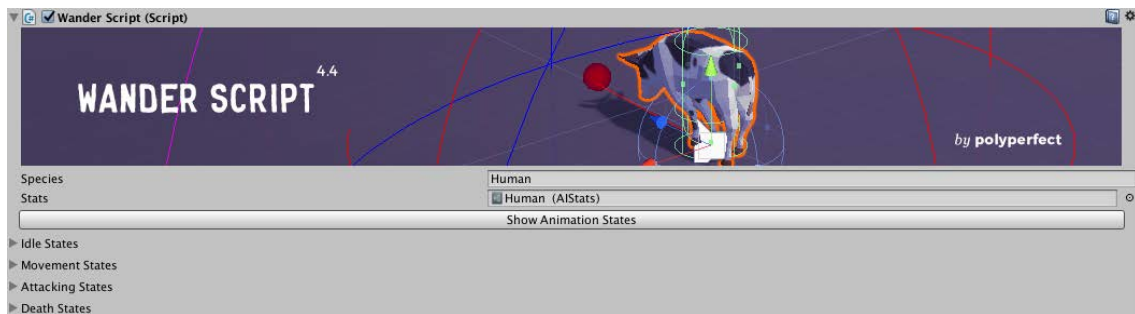 Wander Script (Script)
WANDER SCRIPT 4.4
by polyperfect
Species Human
Stats Human (AIStats)
Show Animation States
Idle States
Movement States
Attacking States
Death States